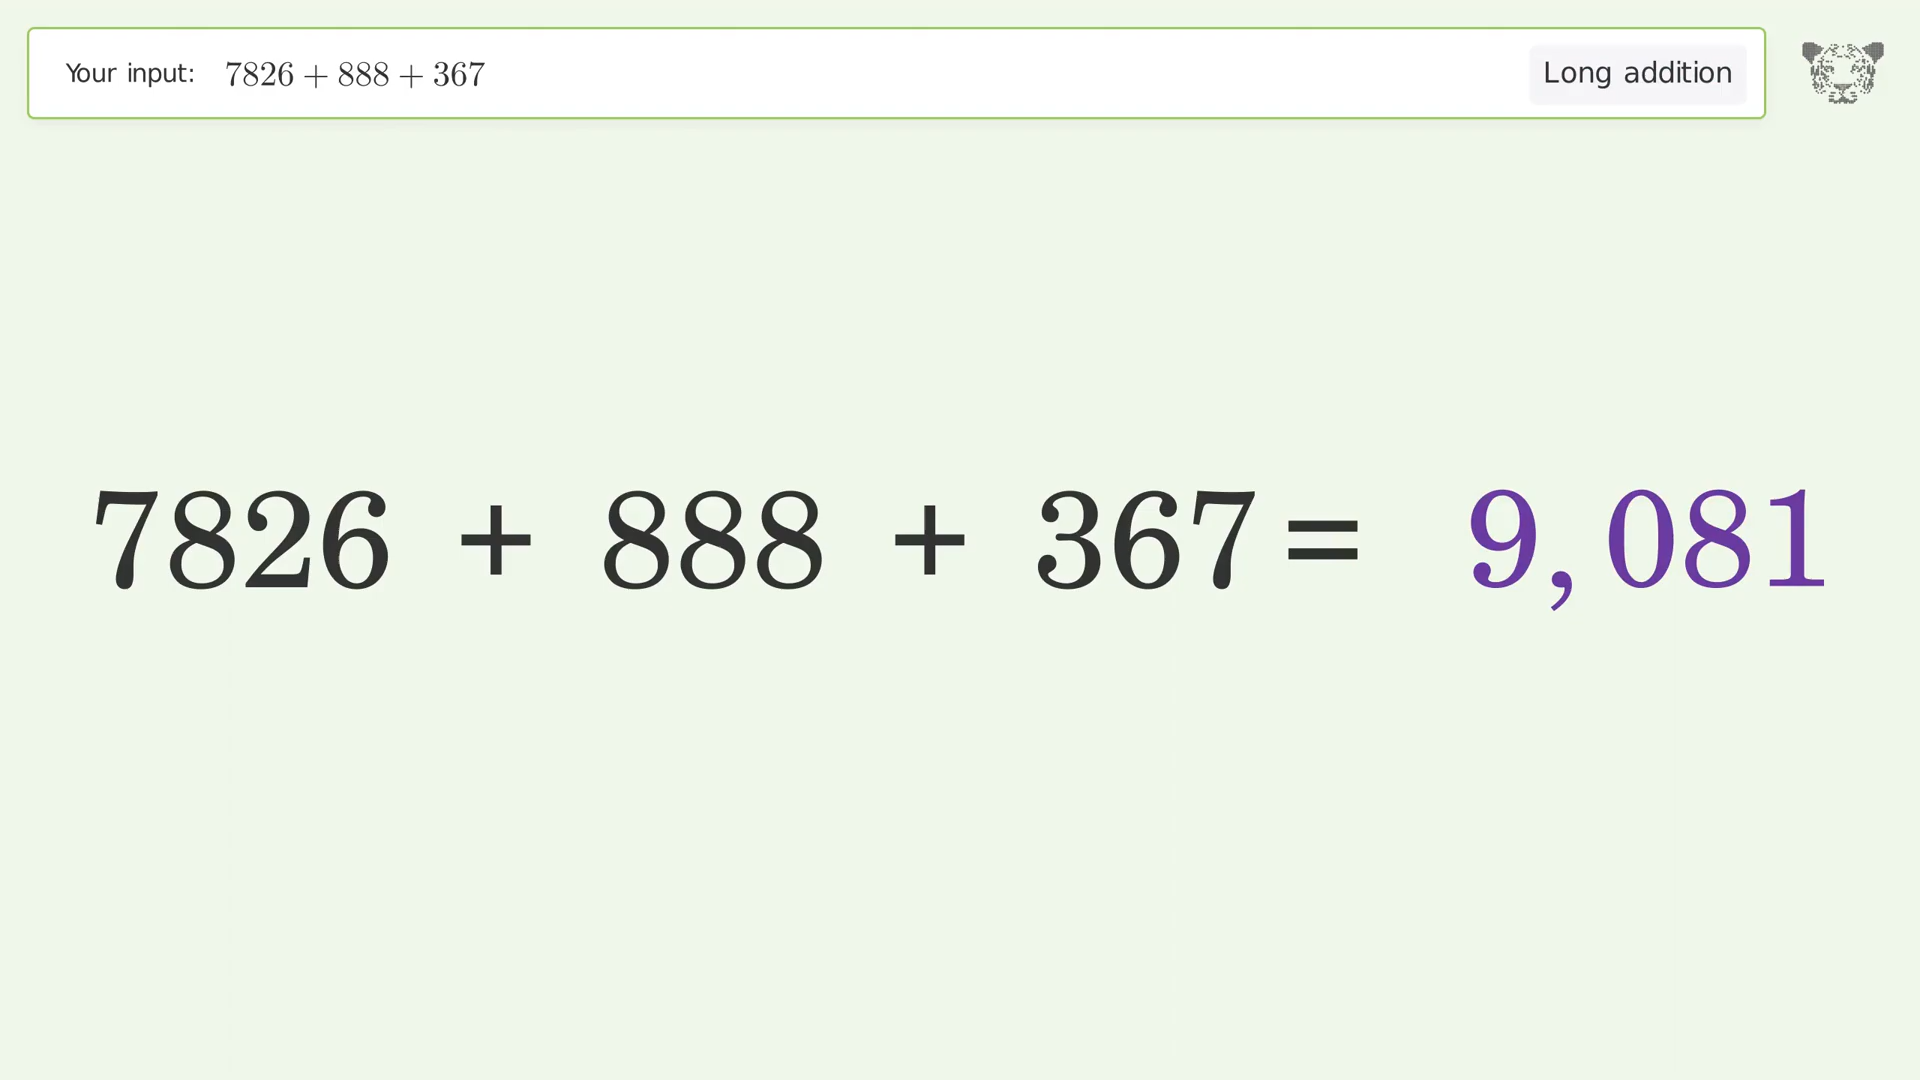 Your input: 7826 + 888 + 367 Long addition
7826 + 888 + 367 = 9,081